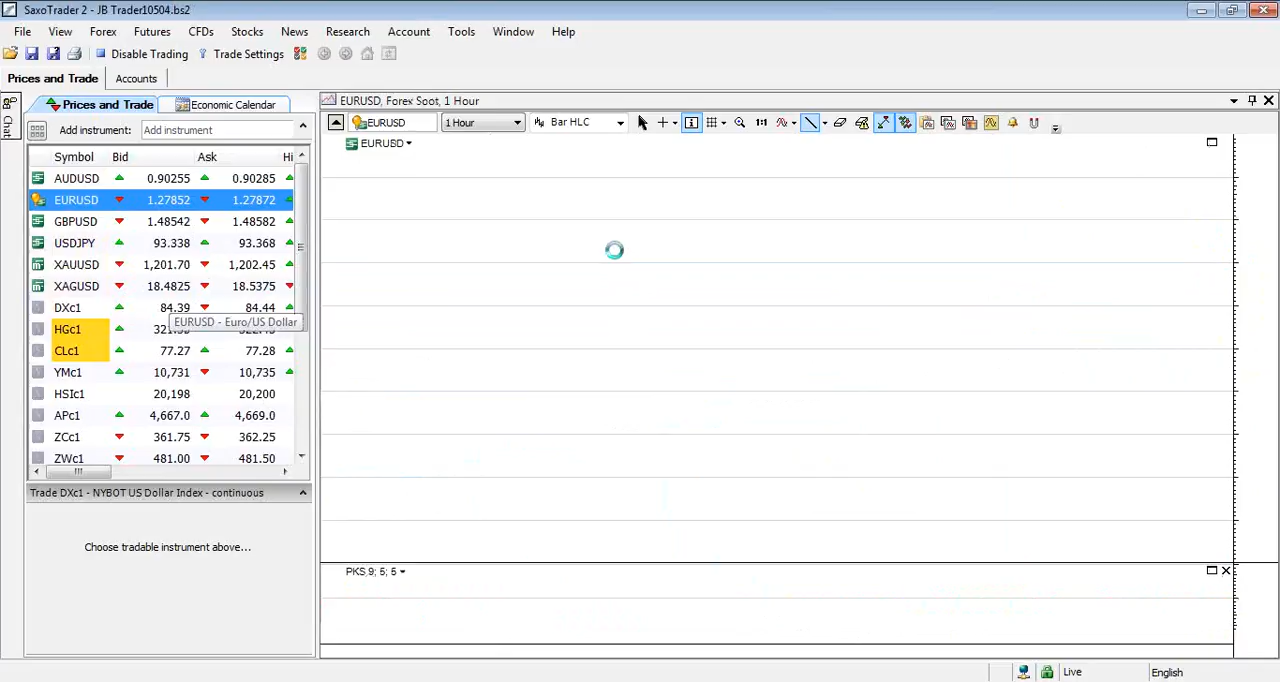 SaxoTrader 2 - JB Trader10504.bs2
File View Forex Futures CFDs Stocks News Research Account Tools Window Help
Disable Trading Trade Settings
Prices and Trade Accounts
Chat
Prices and Trade Economic Calendar
Add instrument: Add instrument
Symbol Bid Ask Hi
AUDUSD 0.90255 0.90285
EURUSD 1.27852 1.27872
GBPUSD 1.48542 1.48582
USDJPY 93.338 93.368
XAUUSD 1,201.70 1,202.45
XAGUSD 18.4825 18.5375
DXc1 84.39 84.44
EURUSD - Euro/US Dollar
HGc1
CLc1 77.27 77.28
YMc1 10,731 10,735
HSIc1 20,198 20,200
APc1 4,667.0 4,669.0
ZCc1 361.75 362.25
ZWc1 481.00 481.50
Trade DXc1 - NYBOT US Dollar Index - continuous
Choose tradable instrument above...
EURUSD, Forex Spot, 1 Hour
EURUSD 1 Hour Bar HLC 1:1
EURUSD
PKS 9; 5; 5
Live English